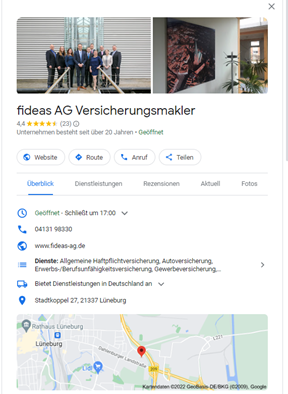 fideas AG Versicherungsmakler
4,4 (23)
Unternehmen besteht seit über 20 Jahren • Geöffnet
Website Route Anruf Teilen
Überblick Dienstleistungen Rezensionen Aktuell Fotos
Geöffnet · Schließt um 17:00
04131 98330
www.fideas-ag.de
Dienste: Allgemeine Haftpflichtversicherung, Autoversicherung,
Erwerbs-/Berufsunfähigkeitsversicherung, Gewerbeversicherung,...
Bietet Dienstleistungen in Deutschland an
Stadtkoppel 27, 21337 Lüneburg
Rathaus Lüneburg
Lüneburg
Lidl
Dahlenburger Landstraße
Kartendaten ©2022 GeoBasis-DE/BKG (©2009), Google